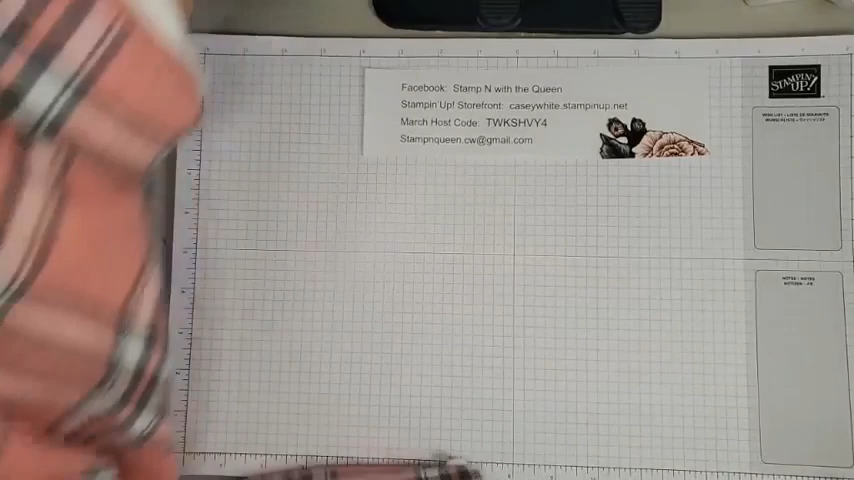 Facebook: Stamp N with the Queen
Stampin' Up! Storefront: caseywhite.stampinup.net
March Host Code: TWKSHVY4
Stampnqueen.cw@gmail.com
STAMPIN' UP!